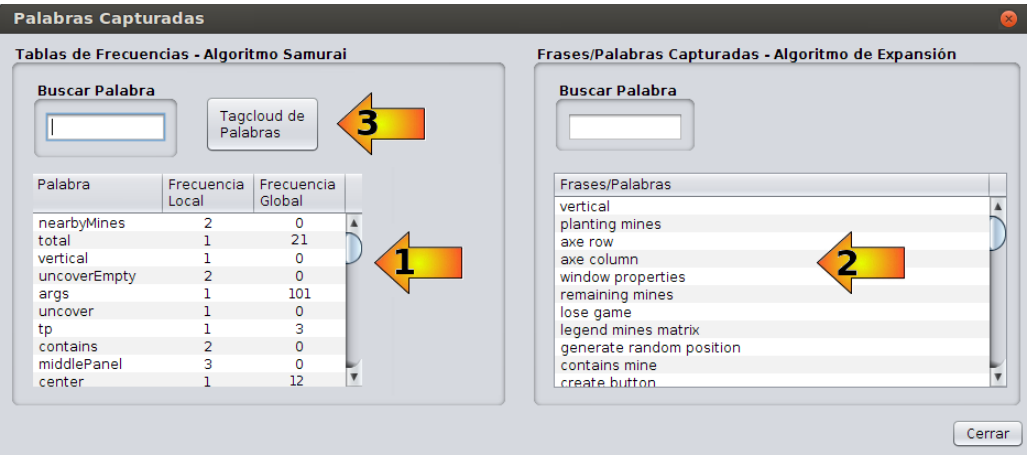 Palabras Capturadas
Tablas de Frecuencias - Algoritmo Samurai
Buscar Palabra
Tagcloud de
Palabras
3
Palabra Frecuencia Frecuencia
Local Global
nearbyMines 2 0
total 1 21
vertical 1 0
uncoverEmpty 2 0
args 1 101
uncover 1 0
tp 1 3
contains 2 0
middlePanel 3 0
center 1 12
1
Frases/Palabras Capturadas - Algoritmo de Expansión
Buscar Palabra
Frases/Palabras
vertical
planting mines
axe row
axe column
window properties
remaining mines
lose game
legend mines matrix
generate random position
contains mine
create button
2
Cerrar